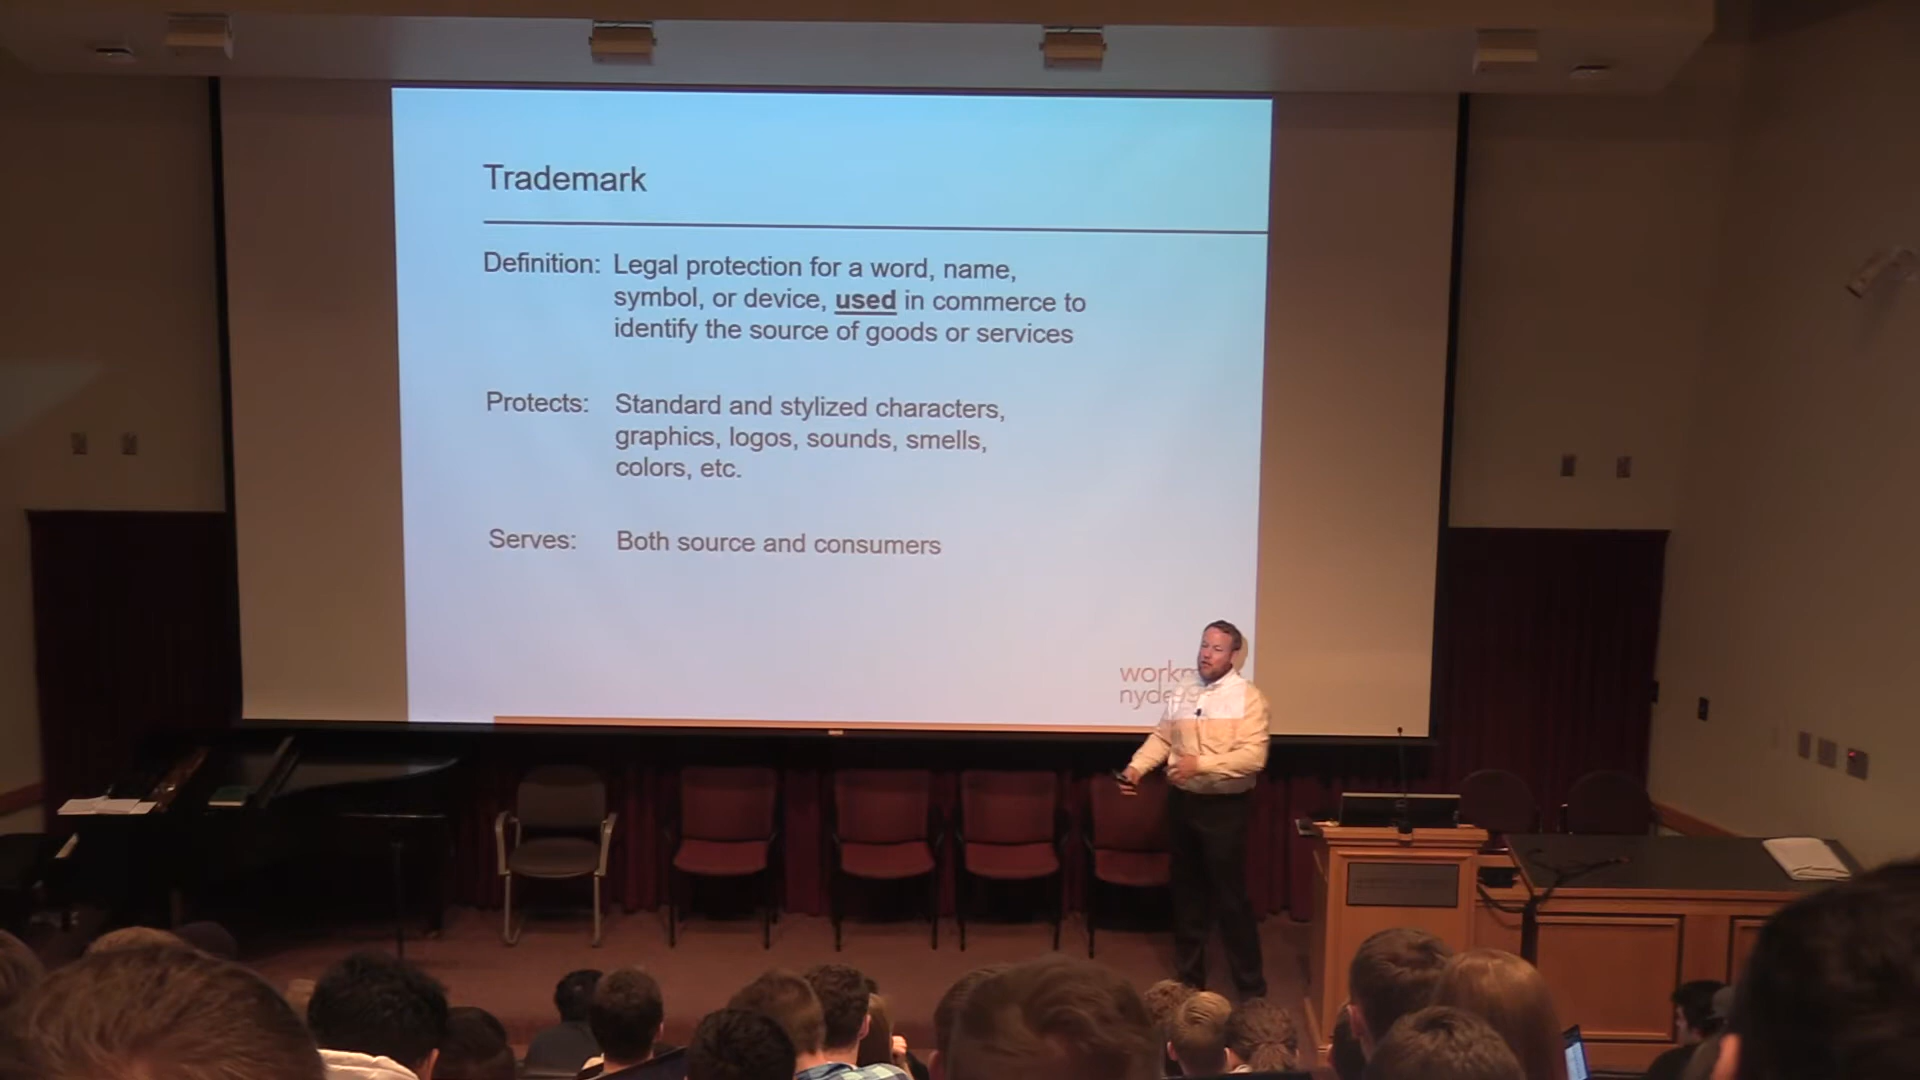 Trademark
Definition: Legal protection for a word, name,
symbol, or device, used in commerce to
identify the source of goods or services
Protects: Standard and stylized characters,
graphics, logos, sounds, smells,
colors, etc.
Serves: Both source and consumers